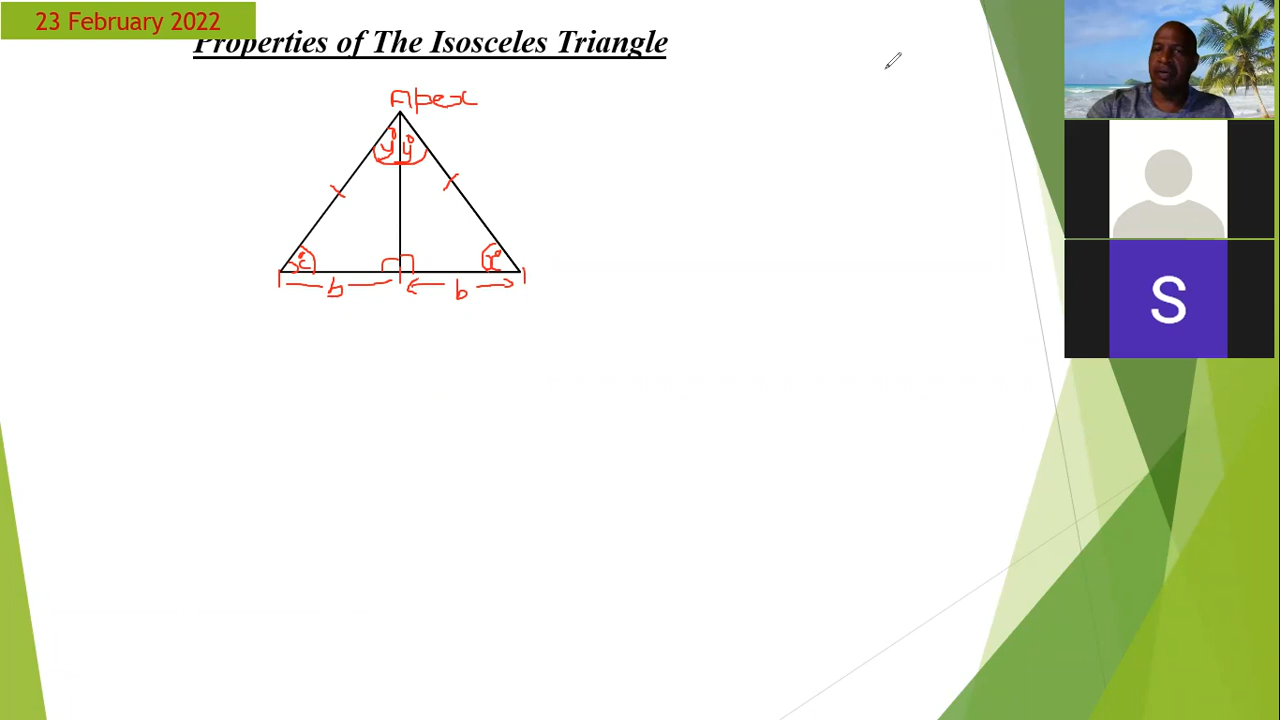 23 February 2022
Properties of The Isosceles Triangle
Apex
y° y°
x° x°
b b
S